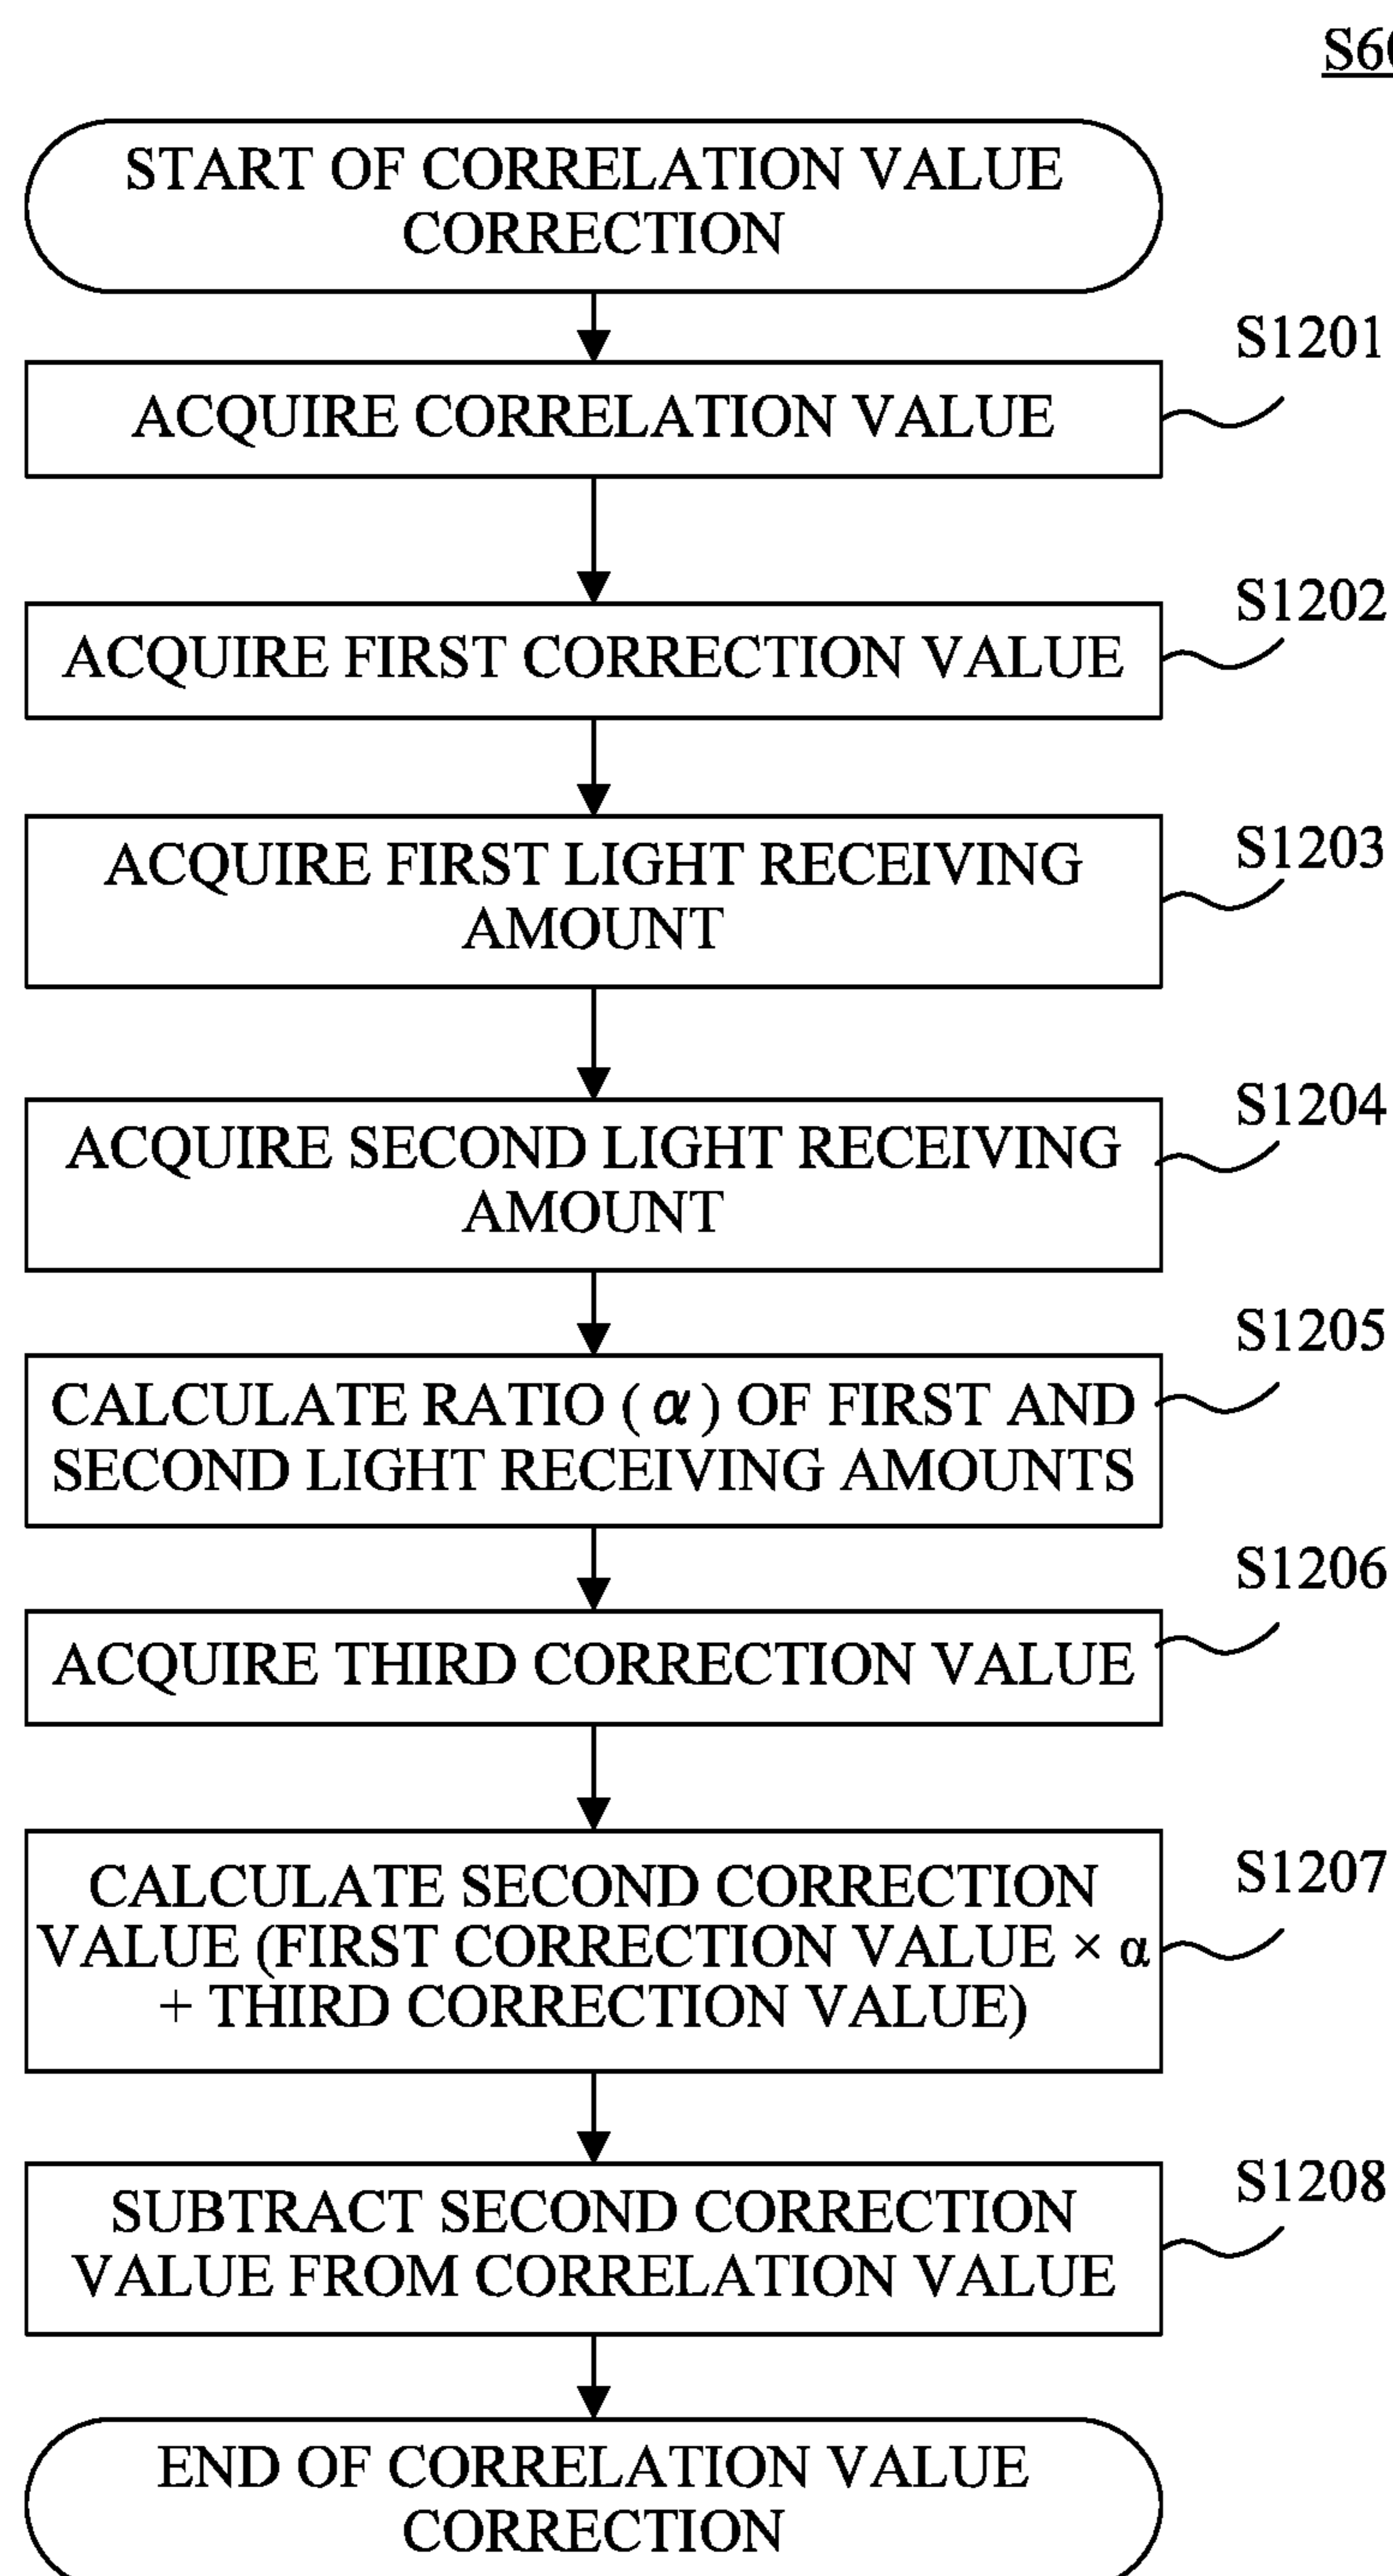 START OF CORRELATION VALUE
CORRECTION
S1201
ACQUIRE CORRELATION VALUE
S1202
ACQUIRE FIRST CORRECTION VALUE
S1203
ACQUIRE FIRST LIGHT RECEIVING
AMOUNT
S1204
ACQUIRE SECOND LIGHT RECEIVING
AMOUNT
S1205
CALCULATE RATIO (α) OF FIRST AND
SECOND LIGHT RECEIVING AMOUNTS
S1206
ACQUIRE THIRD CORRECTION VALUE
S1207
CALCULATE SECOND CORRECTION
VALUE (FIRST CORRECTION VALUE × α
+ THIRD CORRECTION VALUE)
S1208
SUBTRACT SECOND CORRECTION
VALUE FROM CORRELATION VALUE
END OF CORRELATION VALUE
CORRECTION